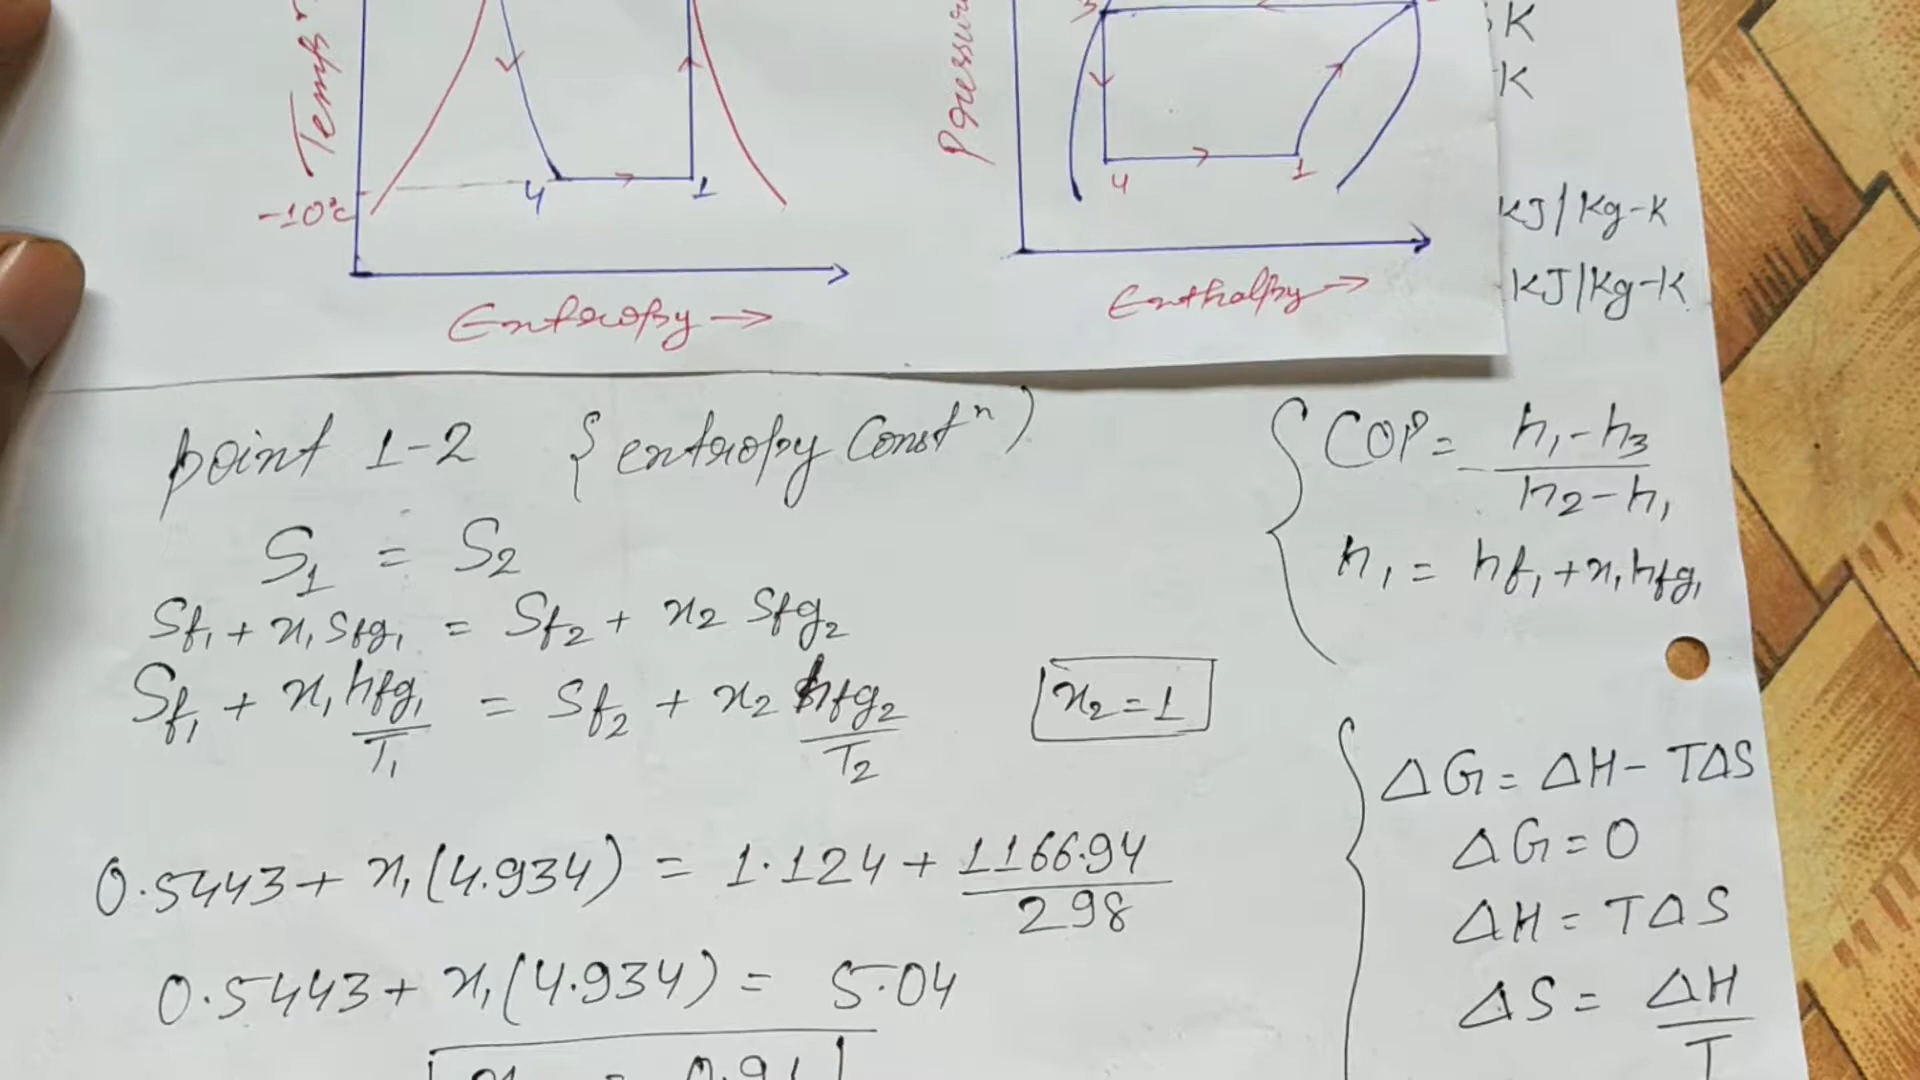 Temp
-10°C
4
1
Entropy →
Pressure
3
4
1
Enthalpy →
K
K
KJ/Kg-K
KJ/Kg-K
point 1-2 {entropy Constⁿ)
S₁ = S₂
Sf₁ + x₁ Sfg₁ = Sf₂ + x₂ Sfg₂
Sf₁ + x₁ hfg₁/T₁ = Sf₂ + x₂ hfg₂/T₂
x₂ = 1
0.5443 + x₁(4.934) = 1.124 + 1166.94/298
0.5443 + x₁(4.934) = 5.04
COP = h₁-h₃/h₂-h₁
h₁ = hf₁ + x₁hfg₁
ΔG = ΔH - TΔS
ΔG = 0
ΔH = TΔS
ΔS = ΔH/T